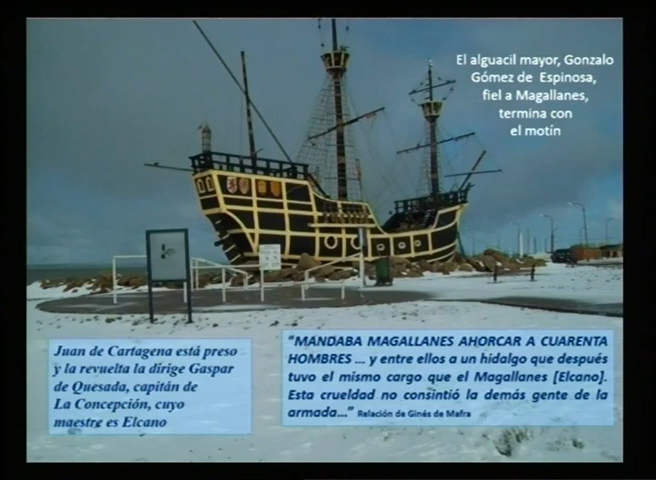 El alguacil mayor, Gonzalo
Gómez de Espinosa,
fiel a Magallanes,
termina con
el motín
Juan de Cartagena está preso
y la revuelta la dirige Gaspar
de Quesada, capitán de
La Concepción, cuyo
maestre es Elcano
"MANDABA MAGALLANES AHORCAR A CUARENTA
HOMBRES ... y entre ellos a un hidalgo que después
tuvo el mismo cargo que el Magallanes [Elcano].
Esta crueldad no consintió la demás gente de la
armada..." Relación de Ginés de Mafra